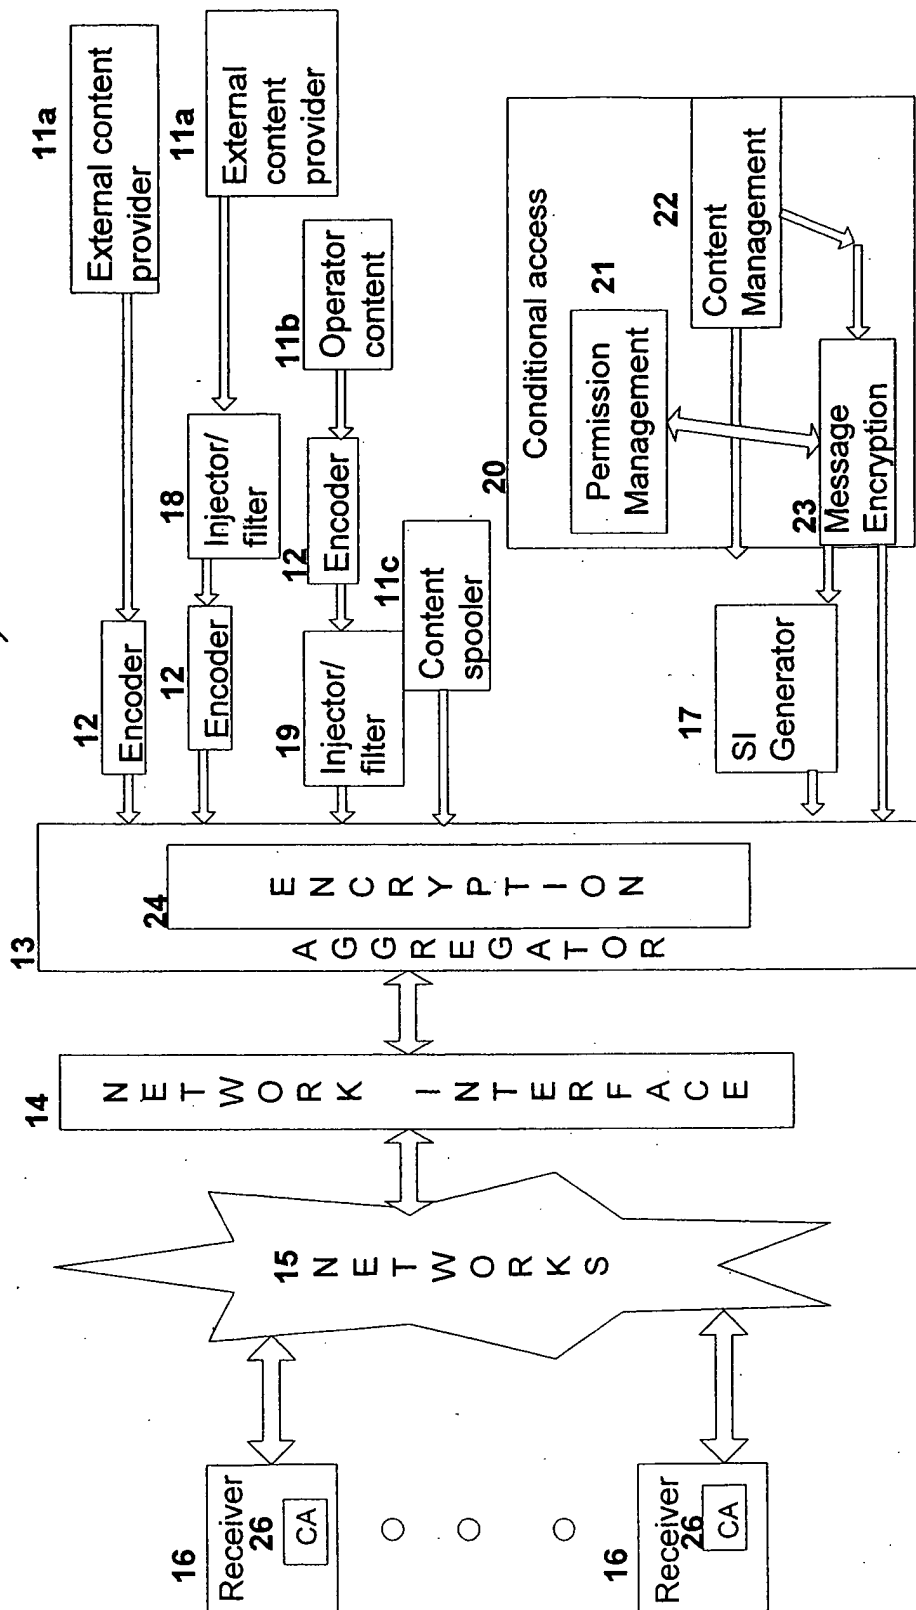 11a
External content
provider
11a
External
content
provider
11b
Operator
content
18
Injector/
filter
12
Encoder
12
Encoder
12
Encoder
19
Injector/
filter
11c
Content
spooler
20
Conditional access
21
Permission
Management
22
Content
Management
23
Message
Encryption
17
SI
Generator
13
24
ENCRYPTION
AGGREGATOR
14
NETWORK INTERFACE
15
NETWORKS
16
Receiver
26
CA
16
Receiver
26
CA